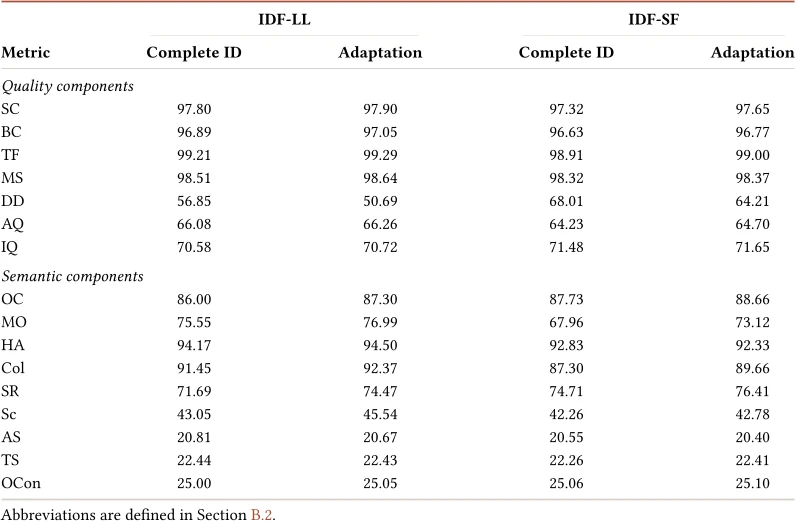 IDF-LL IDF-SF
Metric Complete ID Adaptation Complete ID Adaptation
Quality components
SC 97.80 97.90 97.32 97.65
BC 96.89 97.05 96.63 96.77
TF 99.21 99.29 98.91 99.00
MS 98.51 98.64 98.32 98.37
DD 56.85 50.69 68.01 64.21
AQ 66.08 66.26 64.23 64.70
IQ 70.58 70.72 71.48 71.65
Semantic components
OC 86.00 87.30 87.73 88.66
MO 75.55 76.99 67.96 73.12
HA 94.17 94.50 92.83 92.33
Col 91.45 92.37 87.30 89.66
SR 71.69 74.47 74.71 76.41
Sc 43.05 45.54 42.26 42.78
AS 20.81 20.67 20.55 20.40
TS 22.44 22.43 22.26 22.41
OCon 25.00 25.05 25.06 25.10
Abbreviations are defined in Section B.2.